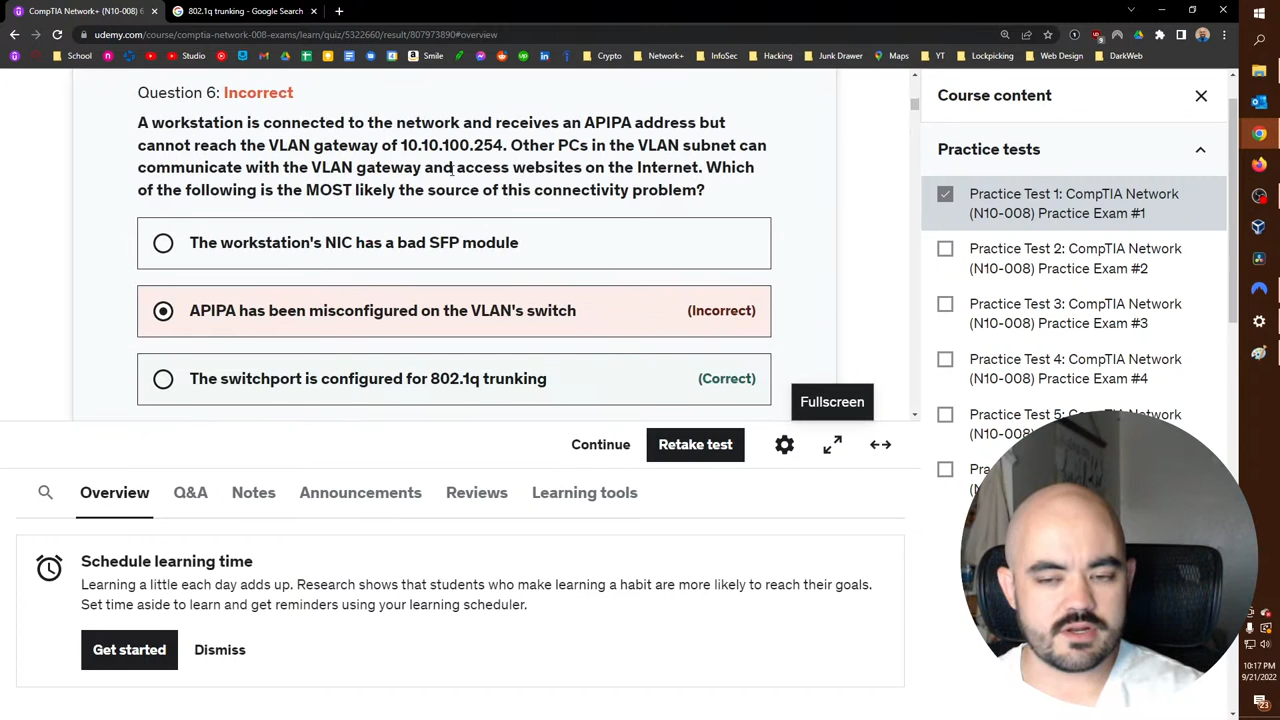 CompTIA Network+ (N10-008) 6
802.1q trunking - Google Search
udemy.com/course/comptia-network-008-exams/learn/quiz/5322660/result/807973890#overview
School
Studio
Smile
Crypto
Network+
InfoSec
Hacking
Junk Drawer
Maps
YT
Lockpicking
Web Design
DarkWeb
Question 6: Incorrect
A workstation is connected to the network and receives an APIPA address but
cannot reach the VLAN gateway of 10.10.100.254. Other PCs in the VLAN subnet can
communicate with the VLAN gateway and access websites on the Internet. Which
of the following is the MOST likely the source of this connectivity problem?
The workstation's NIC has a bad SFP module
APIPA has been misconfigured on the VLAN's switch (Incorrect)
The switchport is configured for 802.1q trunking (Correct)
Fullscreen
Continue
Retake test
Overview
Q&A
Notes
Announcements
Reviews
Learning tools
Schedule learning time
Learning a little each day adds up. Research shows that students who make learning a habit are more likely to reach their goals.
Set time aside to learn and get reminders using your learning scheduler.
Get started
Dismiss
Course content
Practice tests
Practice Test 1: CompTIA Network
(N10-008) Practice Exam #1
Practice Test 2: CompTIA Network
(N10-008) Practice Exam #2
Practice Test 3: CompTIA Network
(N10-008) Practice Exam #3
Practice Test 4: CompTIA Network
(N10-008) Practice Exam #4
Practice Test 5: CompTIA Network
(N10-008)
10:17 PM
9/21/2022
23